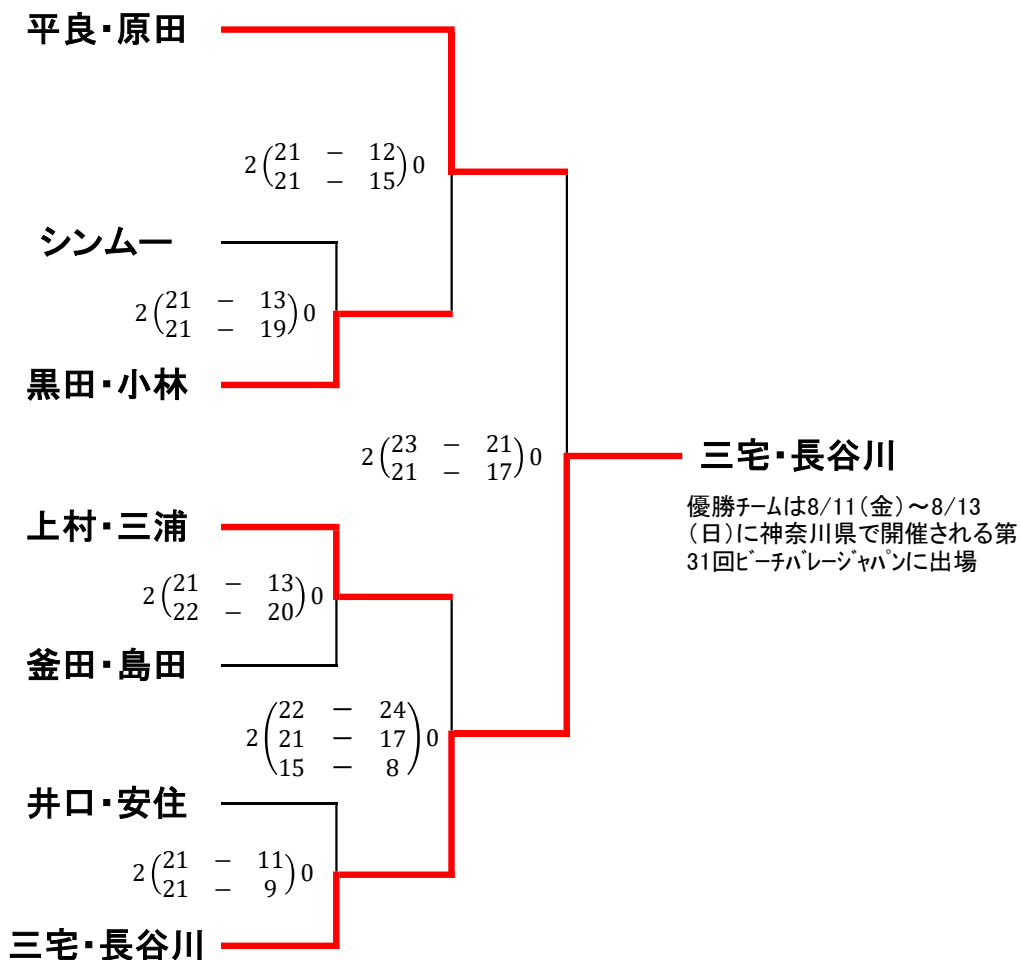 平良・原田
2(21 － 12)0
21 － 15
シンムー
2(21 － 13)0
21 － 19
黒田・小林
2(23 － 21)0
21 － 17
三宅・長谷川
優勝チームは8/11（金）～8/13
（日）に神奈川県で開催される第
31回ﾋﾞｰﾁﾊﾞﾚｰｼﾞｬﾊﾟﾝに出場
上村・三浦
2(21 － 13)0
22 － 20
釜田・島田
22 － 24
2(21 － 17)0
15 － 8
井口・安住
2(21 － 11)0
21 － 9
三宅・長谷川